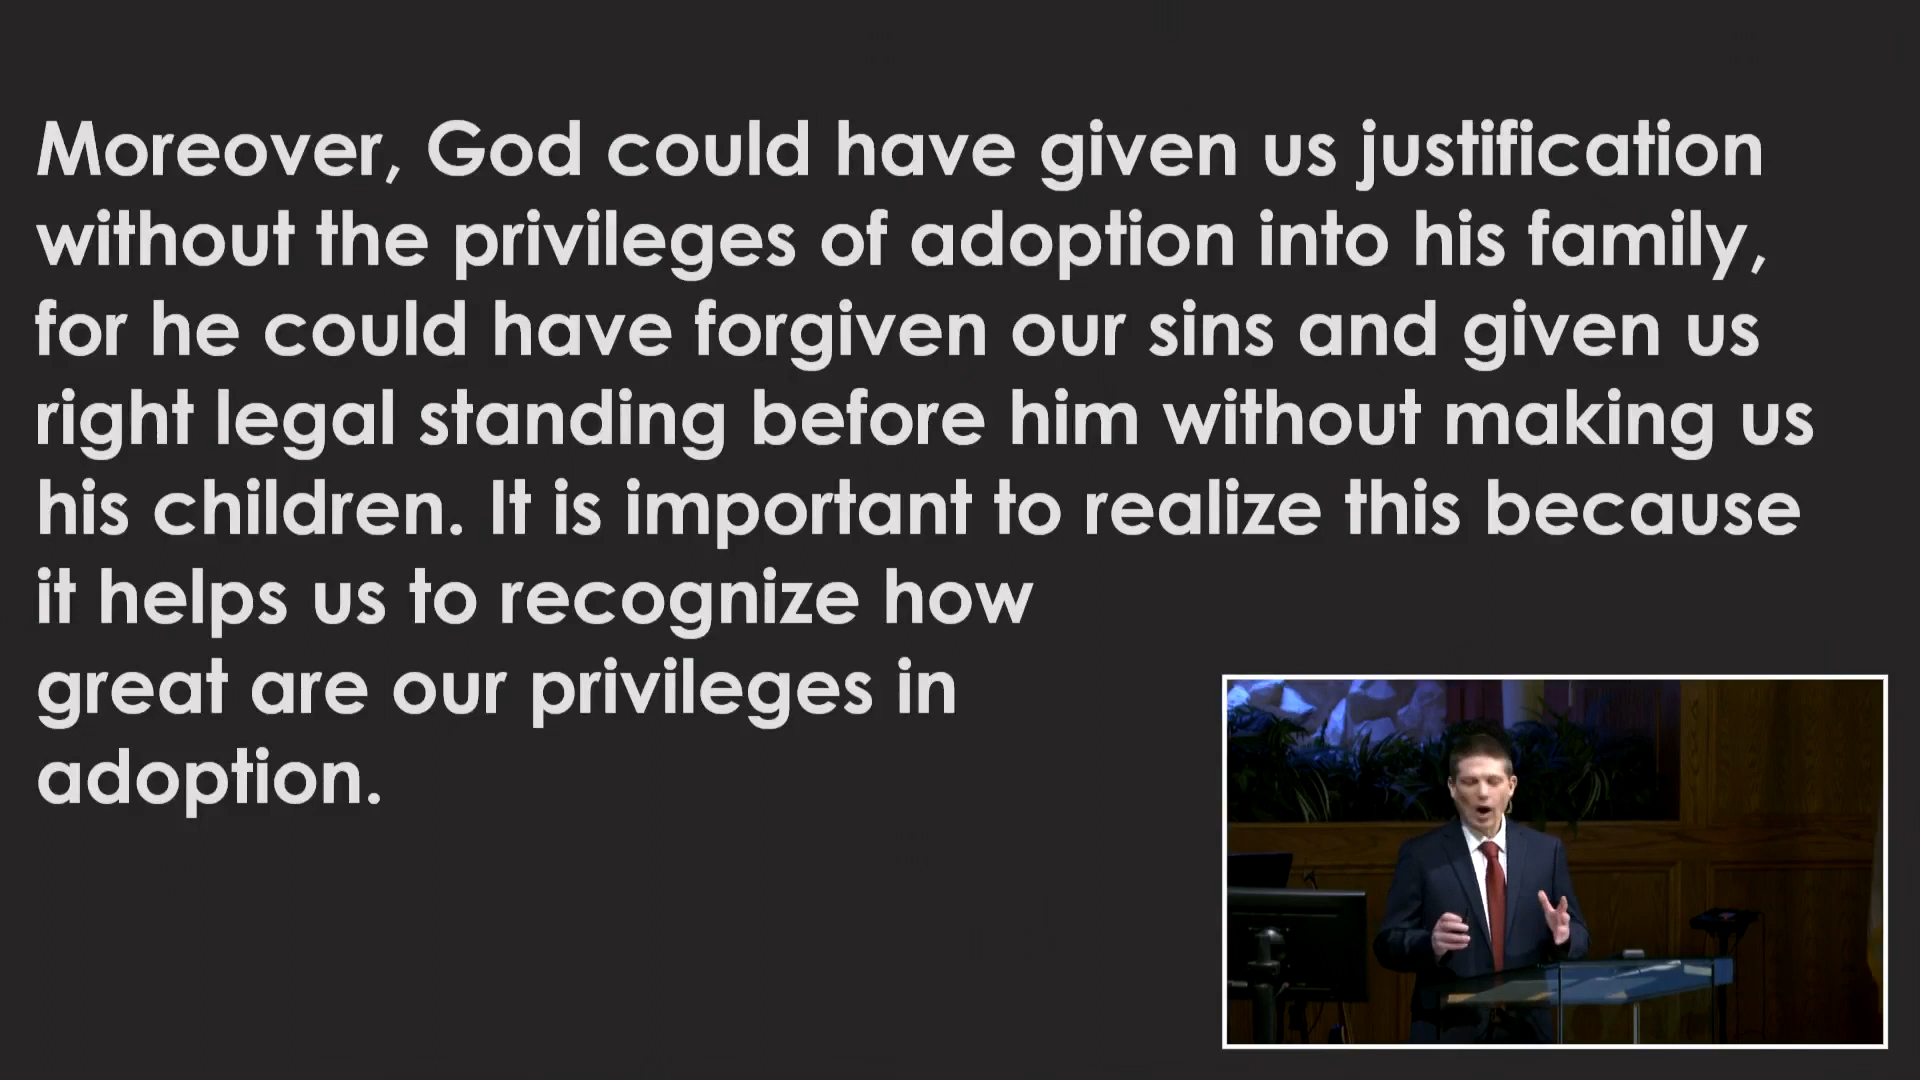 Moreover, God could have given us justification
without the privileges of adoption into his family,
for he could have forgiven our sins and given us
right legal standing before him without making us
his children. It is important to realize this because
it helps us to recognize how
great are our privileges in
adoption.